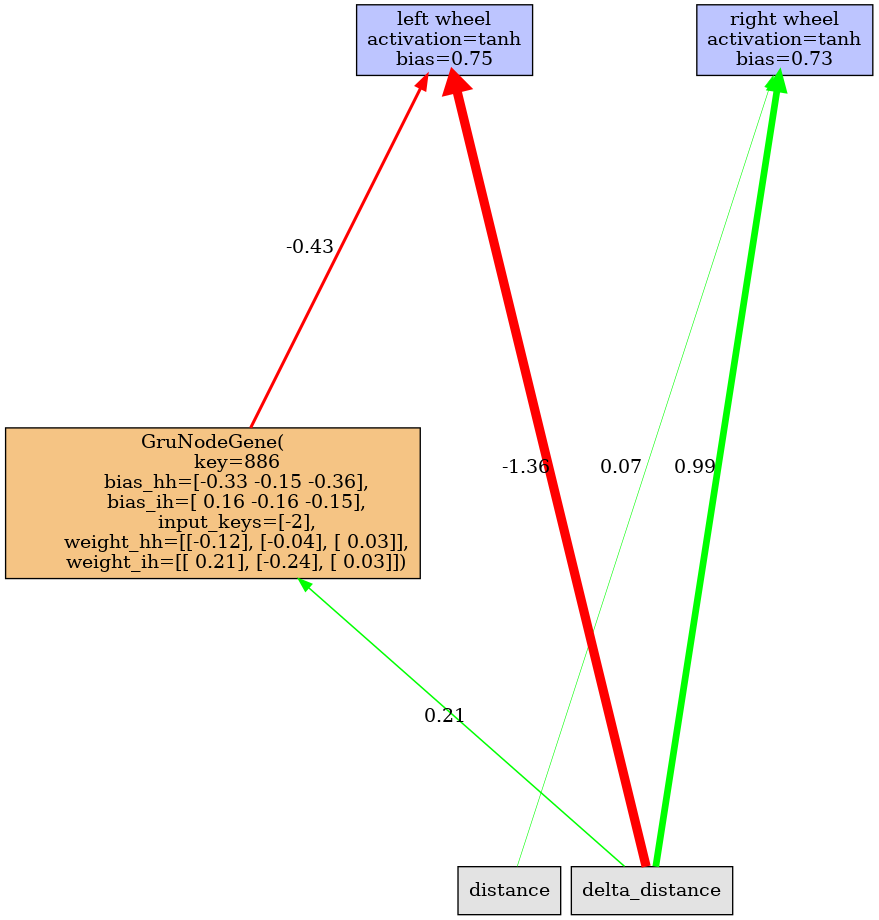 left wheel
activation=tanh
bias=0.75
right wheel
activation=tanh
bias=0.73
-0.43
GruNodeGene(
key=886
bias_hh=[-0.33 -0.15 -0.36],
bias_ih=[ 0.16 -0.16 -0.15],
input_keys=[-2],
weight_hh=[[-0.12], [-0.04], [ 0.03]],
weight_ih=[[ 0.21], [-0.24], [ 0.03]])
-1.36
0.07
0.99
0.21
distance
delta_distance